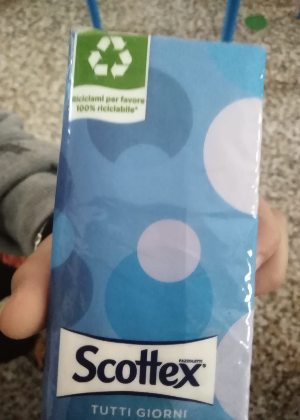 Riciclami per favore
100% riciclabile*
Scottex
TUTTI GIORNI